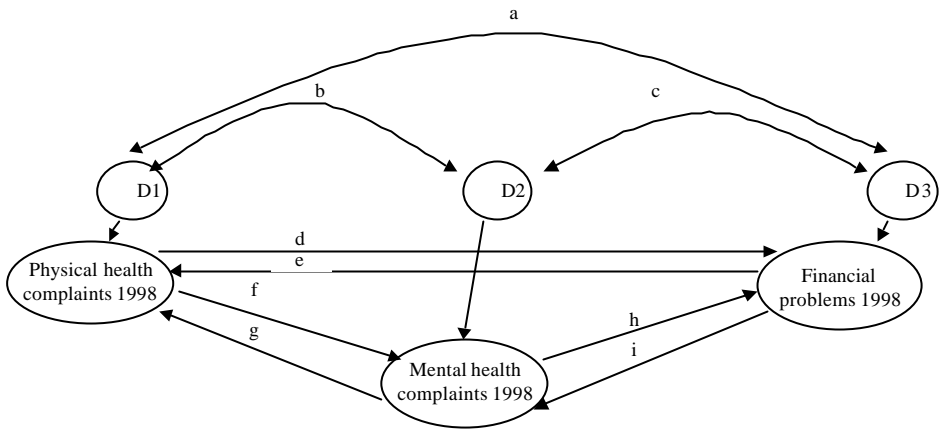 a
b
c
D1
D2
D3
d
e
Physical health
complaints 1998
Financial
problems 1998
f
g
h
i
Mental health
complaints 1998